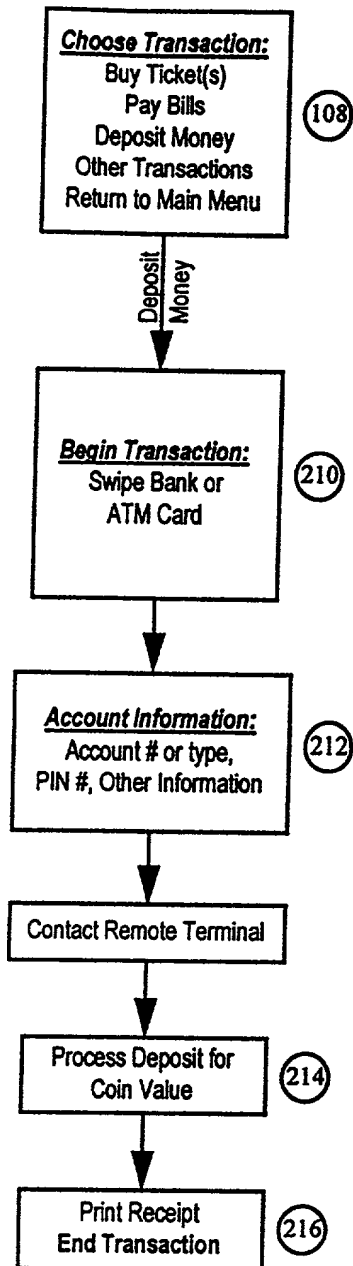 Choose Transaction:
Buy Ticket(s)
Pay Bills
Deposit Money
Other Transactions
Return to Main Menu
108
Deposit
Money
Begin Transaction:
Swipe Bank or
ATM Card
210
Account Information:
Account # or type,
PIN #, Other Information
212
Contact Remote Terminal
Process Deposit for
Coin Value
214
Print Receipt
End Transaction
216